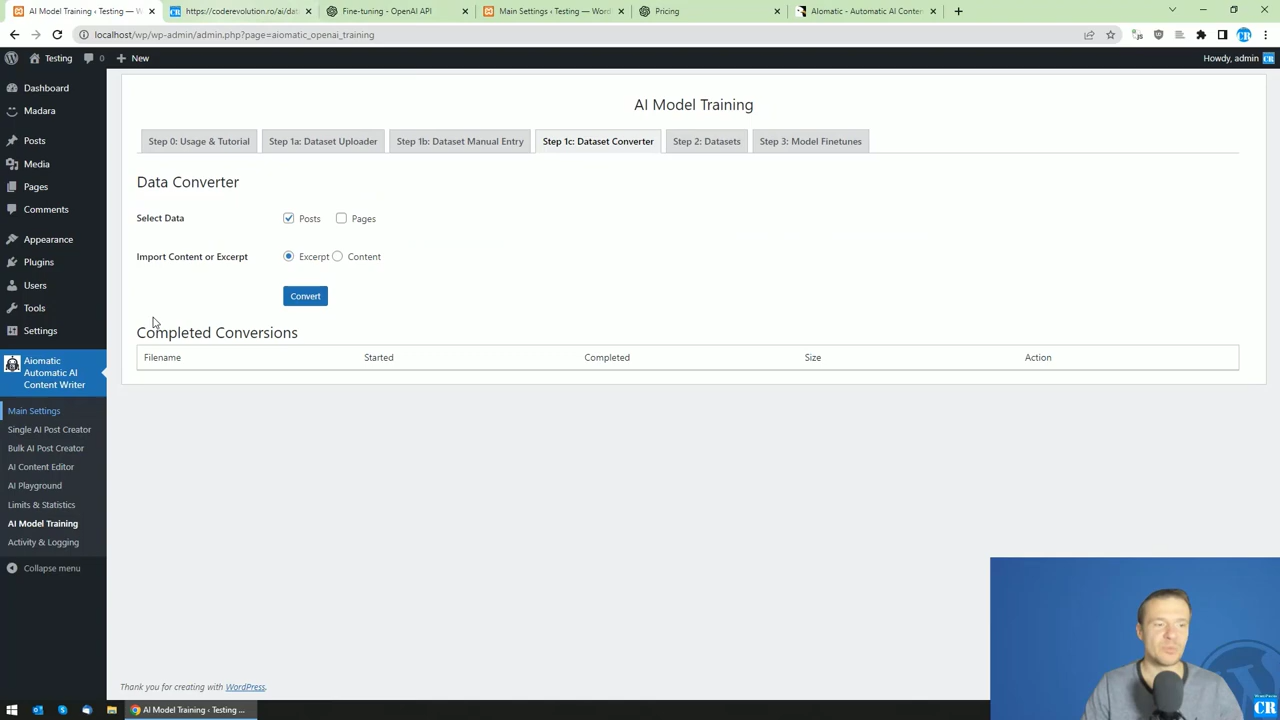 AI Model Training ‹ Testing — W
https://coderevolution.ro/ai/data
Fine-tuning - OpenAI API
Main Settings ‹ Testing — Word
Pricing
AIomatic - Automatic AI Conten
localhost/wp/wp-admin/admin.php?page=aiomatic_openai_training
Testing
0
New
Howdy, admin
Dashboard
Madara
Posts
Media
Pages
Comments
Appearance
Plugins
Users
Tools
Settings
Aiomatic
Automatic AI
Content Writer
Main Settings
Single AI Post Creator
Bulk AI Post Creator
AI Content Editor
AI Playground
Limits & Statistics
AI Model Training
Activity & Logging
Collapse menu
AI Model Training
Step 0: Usage & Tutorial
Step 1a: Dataset Uploader
Step 1b: Dataset Manual Entry
Step 1c: Dataset Converter
Step 2: Datasets
Step 3: Model Finetunes
Data Converter
Select Data
Posts
Pages
Import Content or Excerpt
Excerpt
Content
Convert
Completed Conversions
Filename
Started
Completed
Size
Action
Thank you for creating with WordPress.
AI Model Training ‹ Testing ...
CR